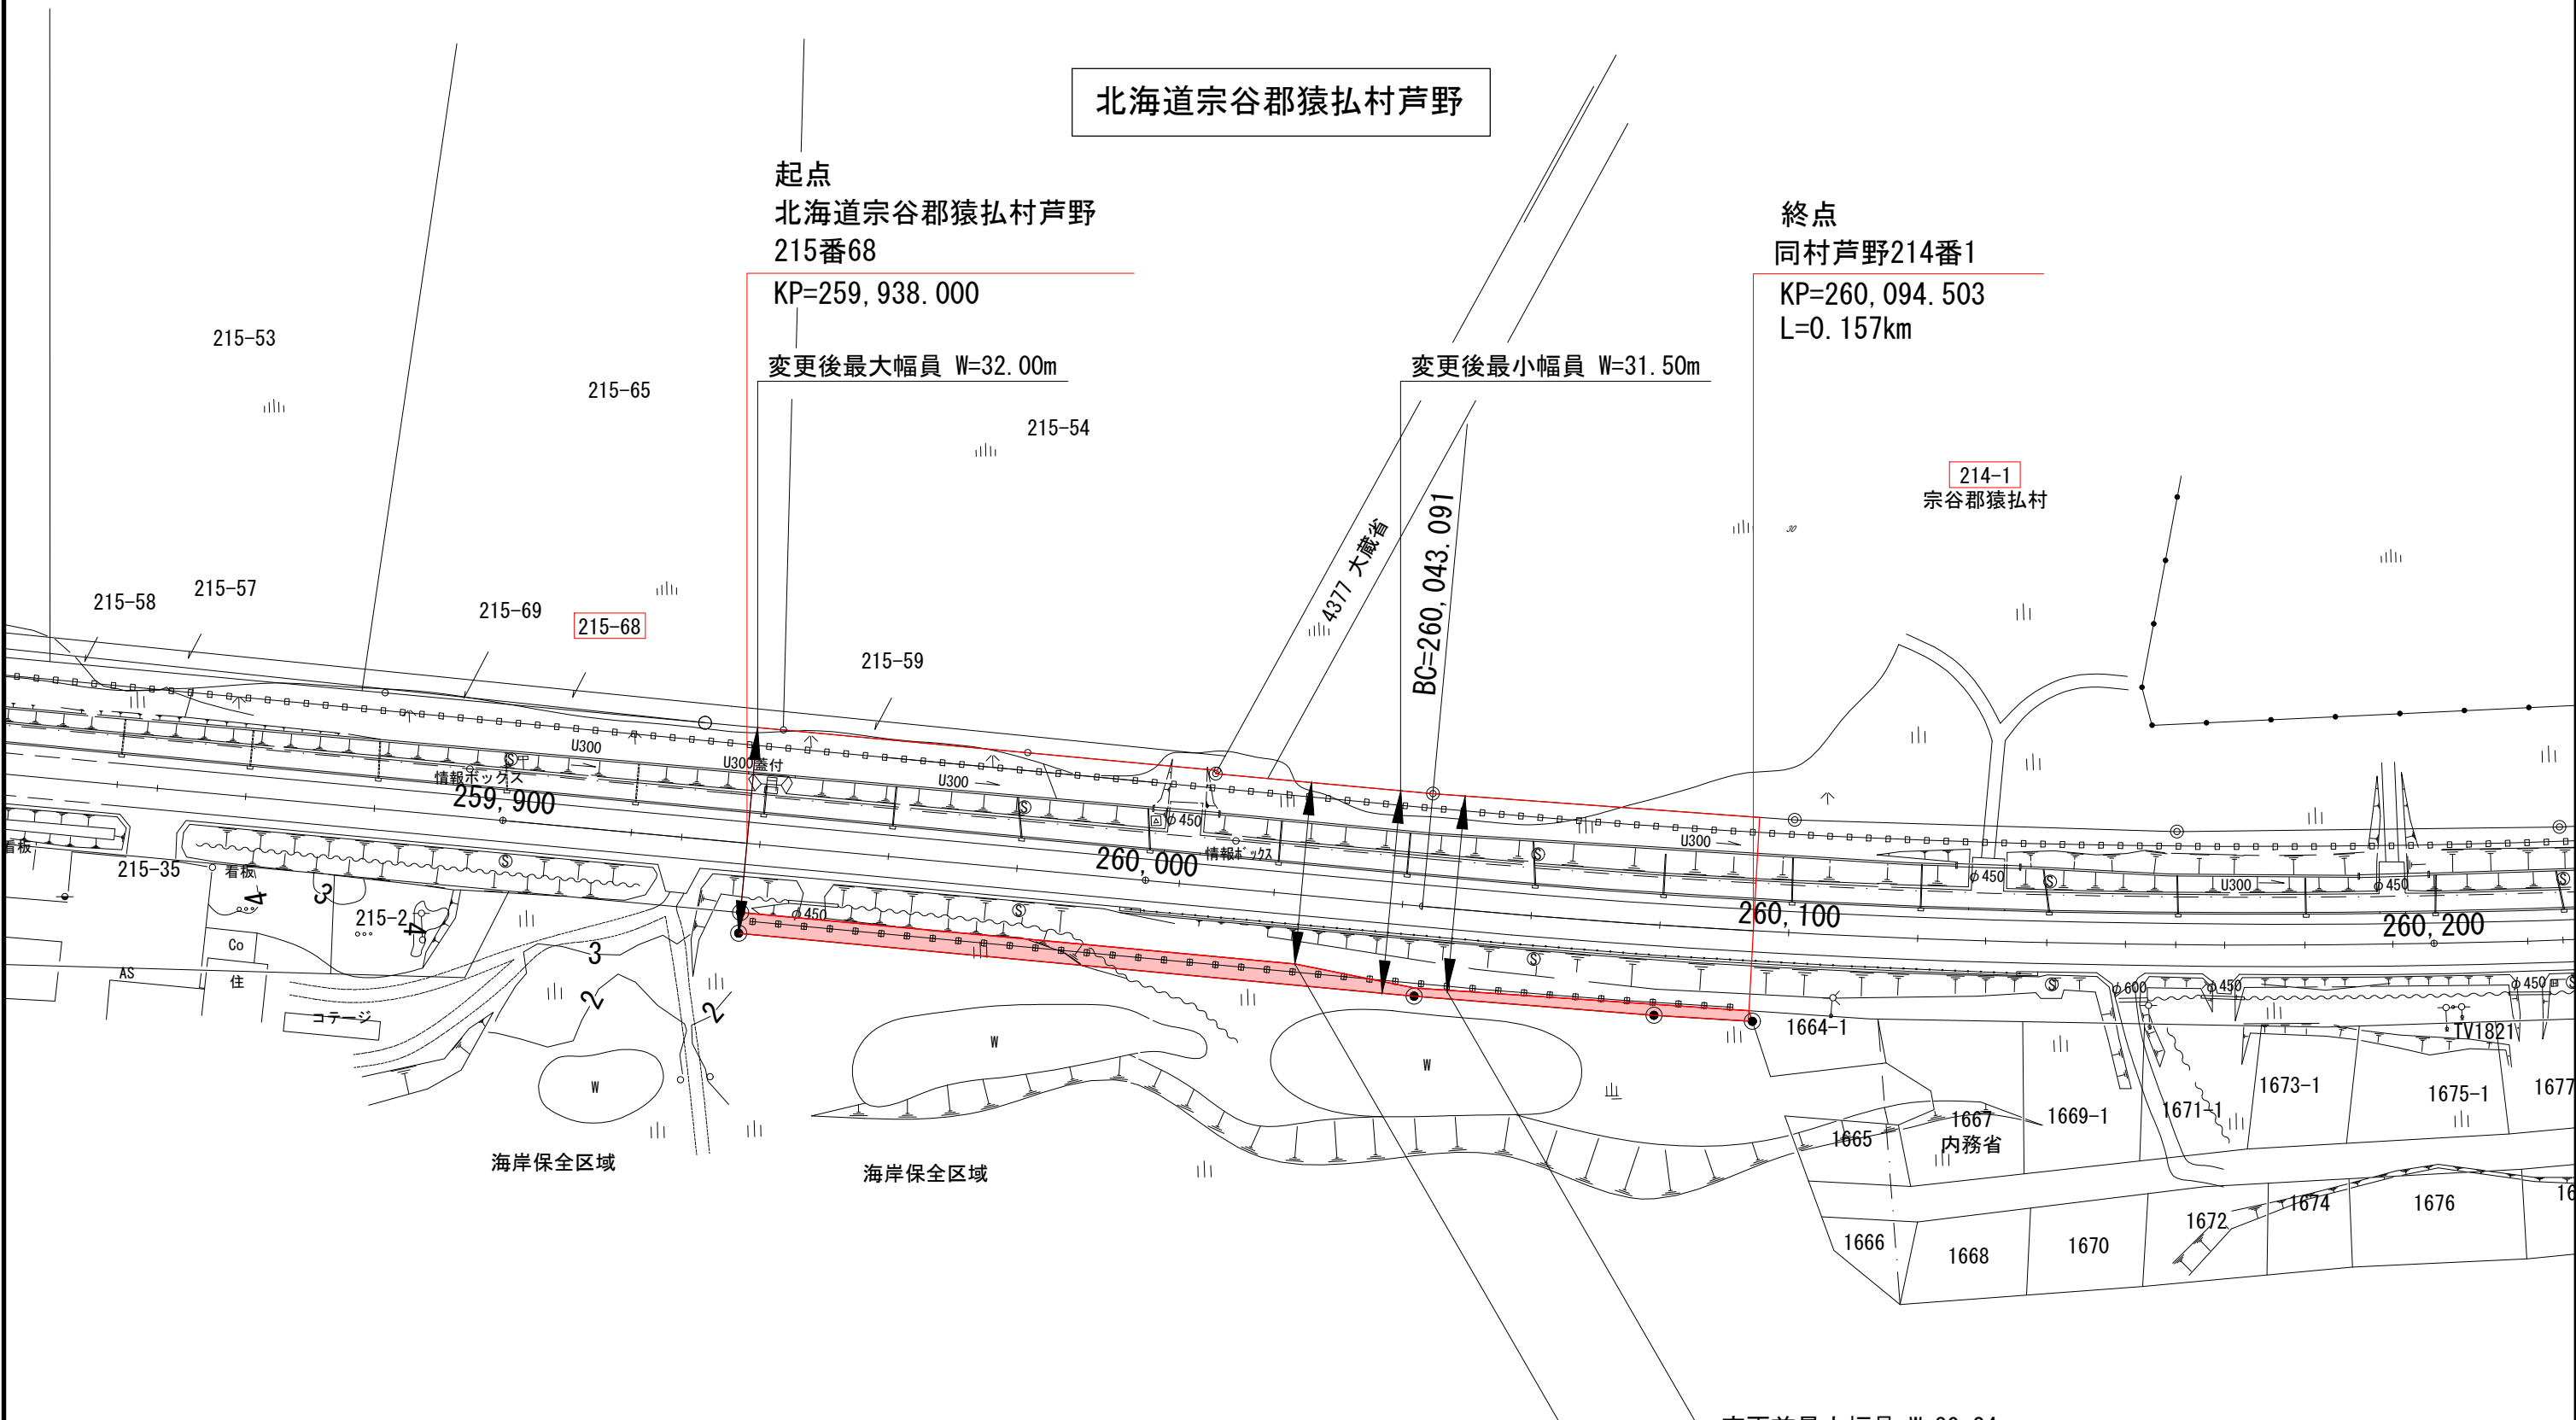 北海道宗谷郡猿払村芦野
起点
北海道宗谷郡猿払村芦野
215番68
KP=259,938.000
終点
同村芦野214番1
KP=260,094.503
L=0.157km
変更後最大幅員 W=32.00m
変更後最小幅員 W=31.50m
215-53
215-65
215-54
214-1
宗谷郡猿払村
30
4377 大蔵省
BC=260,043.091
215-58
215-57
215-69
215-68
215-59
U300
U300蓋付
U300
情報ボックス
259,900
φ450
情報ボックス
260,000
U300
φ450
U300
φ450
260,100
260,200
看板
215-35
看板
4
3
215-2
4
φ450
Co
AS
住
コテージ
3
2
2
W
W
W
φ600
φ450
φ450
TV1821
1664-1
1665
1667
内務省
1669-1
1671-1
1673-1
1675-1
1677
海岸保全区域
海岸保全区域
1666
1668
1670
1672
1674
1676